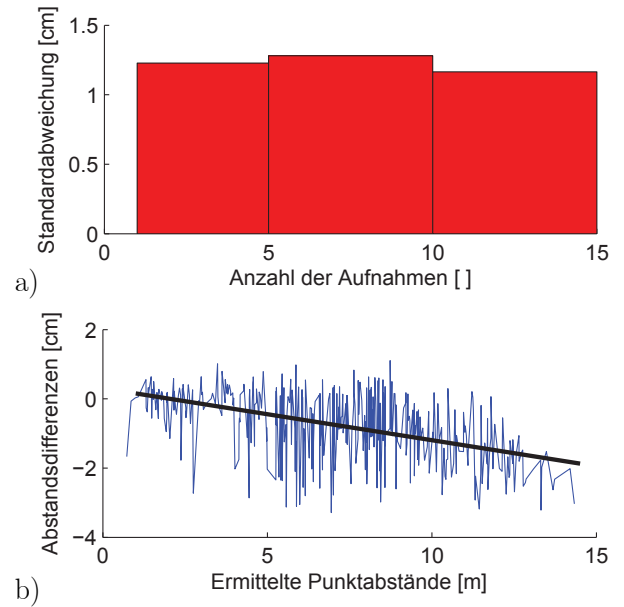 Standardabweichung [cm]
1.5
1
0.5
0
0
5
10
15
Anzahl der Aufnahmen [ ]
a)
Abstandsdifferenzen [cm]
2
0
−2
−4
0
5
10
15
Ermittelte Punktabstände [m]
b)